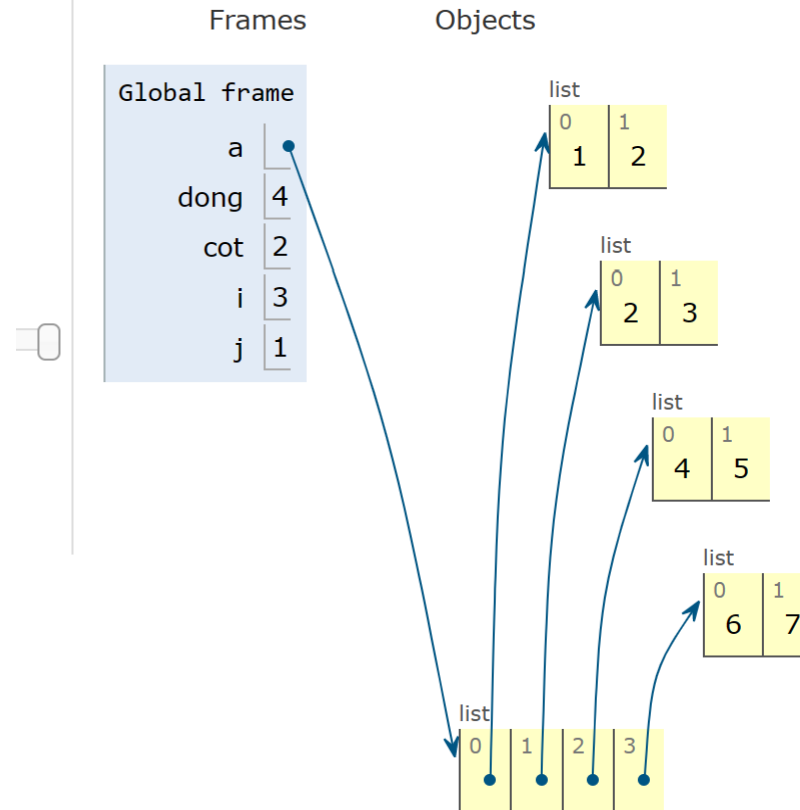 Frames Objects
Global frame
a
dong 4
cot 2
i 3
j 1
list
0 1
1 2
list
0 1
2 3
list
0 1
4 5
list
0 1
6 7
list
0 1 2 3